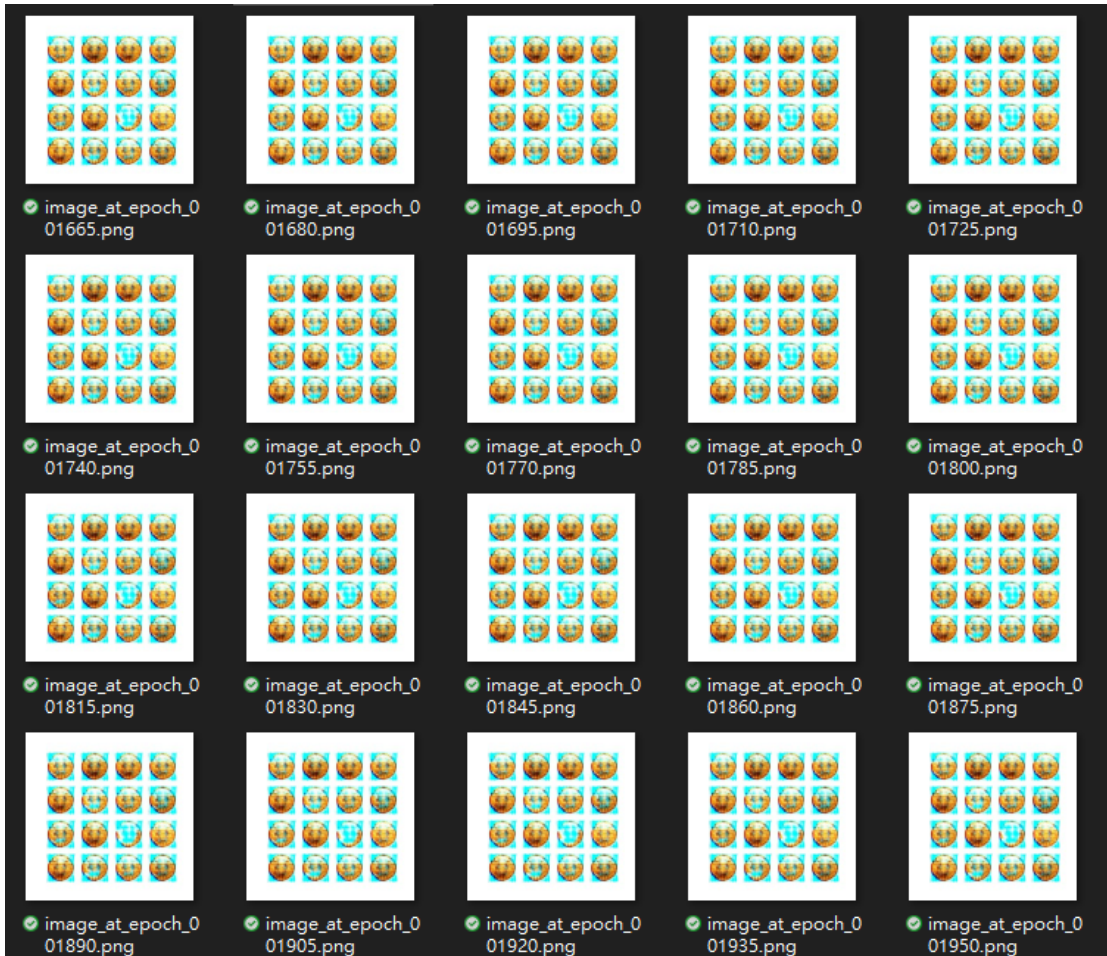 image_at_epoch_0
01665.png
image_at_epoch_0
01680.png
image_at_epoch_0
01695.png
image_at_epoch_0
01710.png
image_at_epoch_0
01725.png
image_at_epoch_0
01740.png
image_at_epoch_0
01755.png
image_at_epoch_0
01770.png
image_at_epoch_0
01785.png
image_at_epoch_0
01800.png
image_at_epoch_0
01815.png
image_at_epoch_0
01830.png
image_at_epoch_0
01845.png
image_at_epoch_0
01860.png
image_at_epoch_0
01875.png
image_at_epoch_0
01890.png
image_at_epoch_0
01905.png
image_at_epoch_0
01920.png
image_at_epoch_0
01935.png
image_at_epoch_0
01950.png